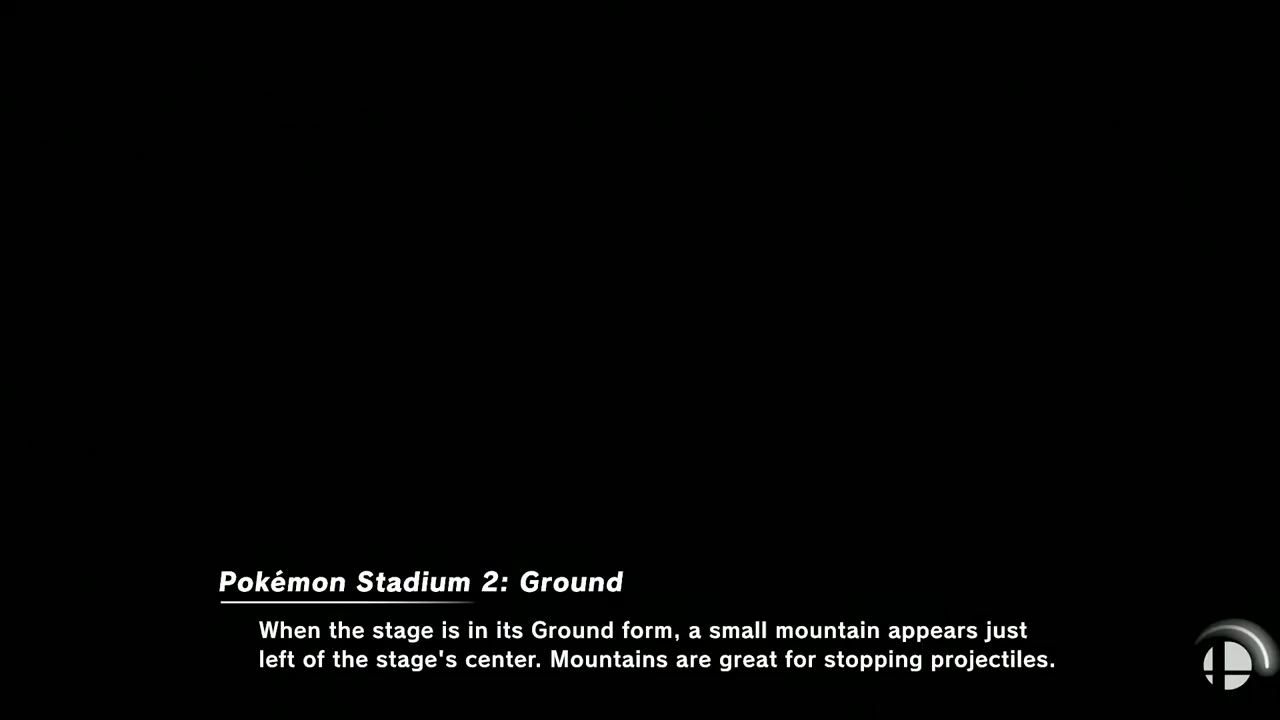 Pokémon Stadium 2: Ground
When the stage is in its Ground form, a small mountain appears just
left of the stage's center. Mountains are great for stopping projectiles.